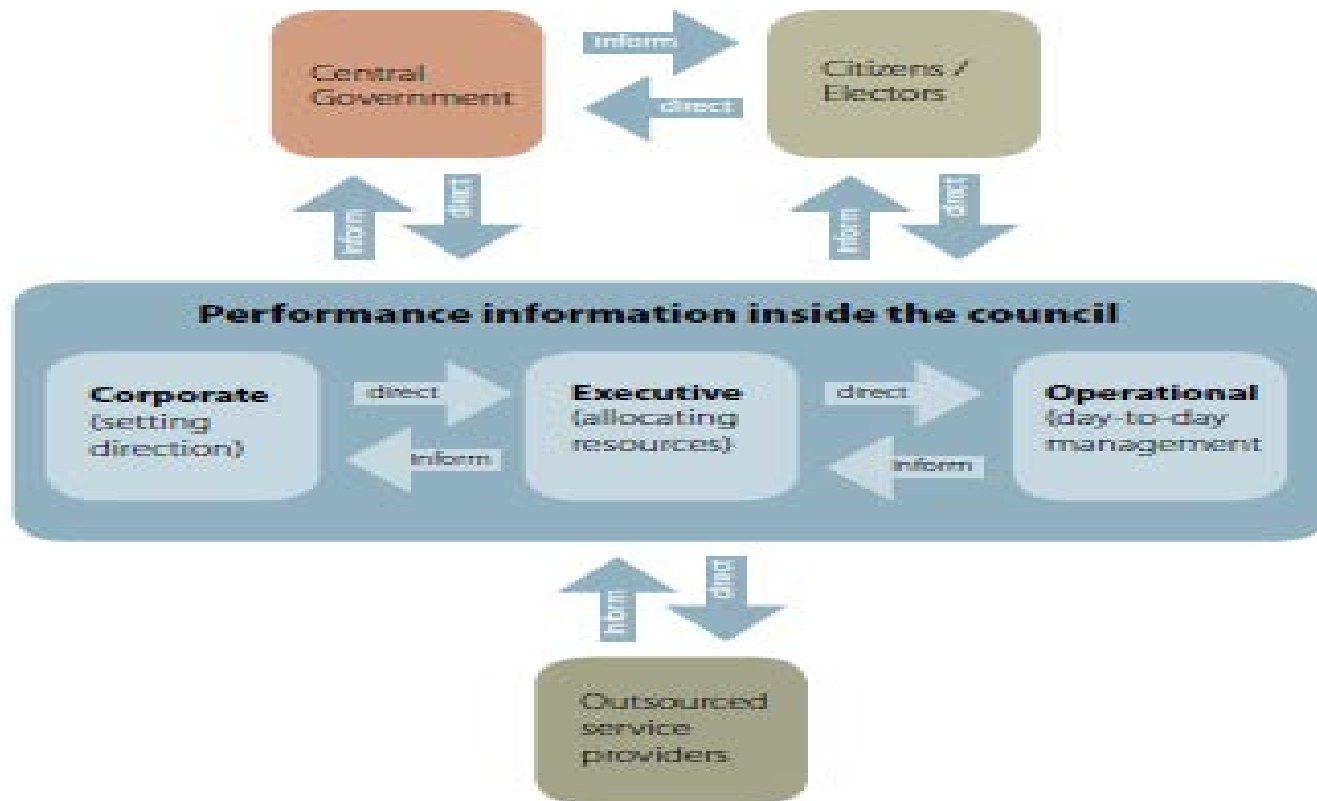 Central
Government
Inform
direct
Citizens /
Electors
Inform
direct
Inform
direct
Performance information inside the council
Corporate
(setting
direction)
direct
Inform
Executive
(allocating
resources)
direct
Inform
Operational
(day-to-day
management
Inform
direct
Outsourced
service
providers